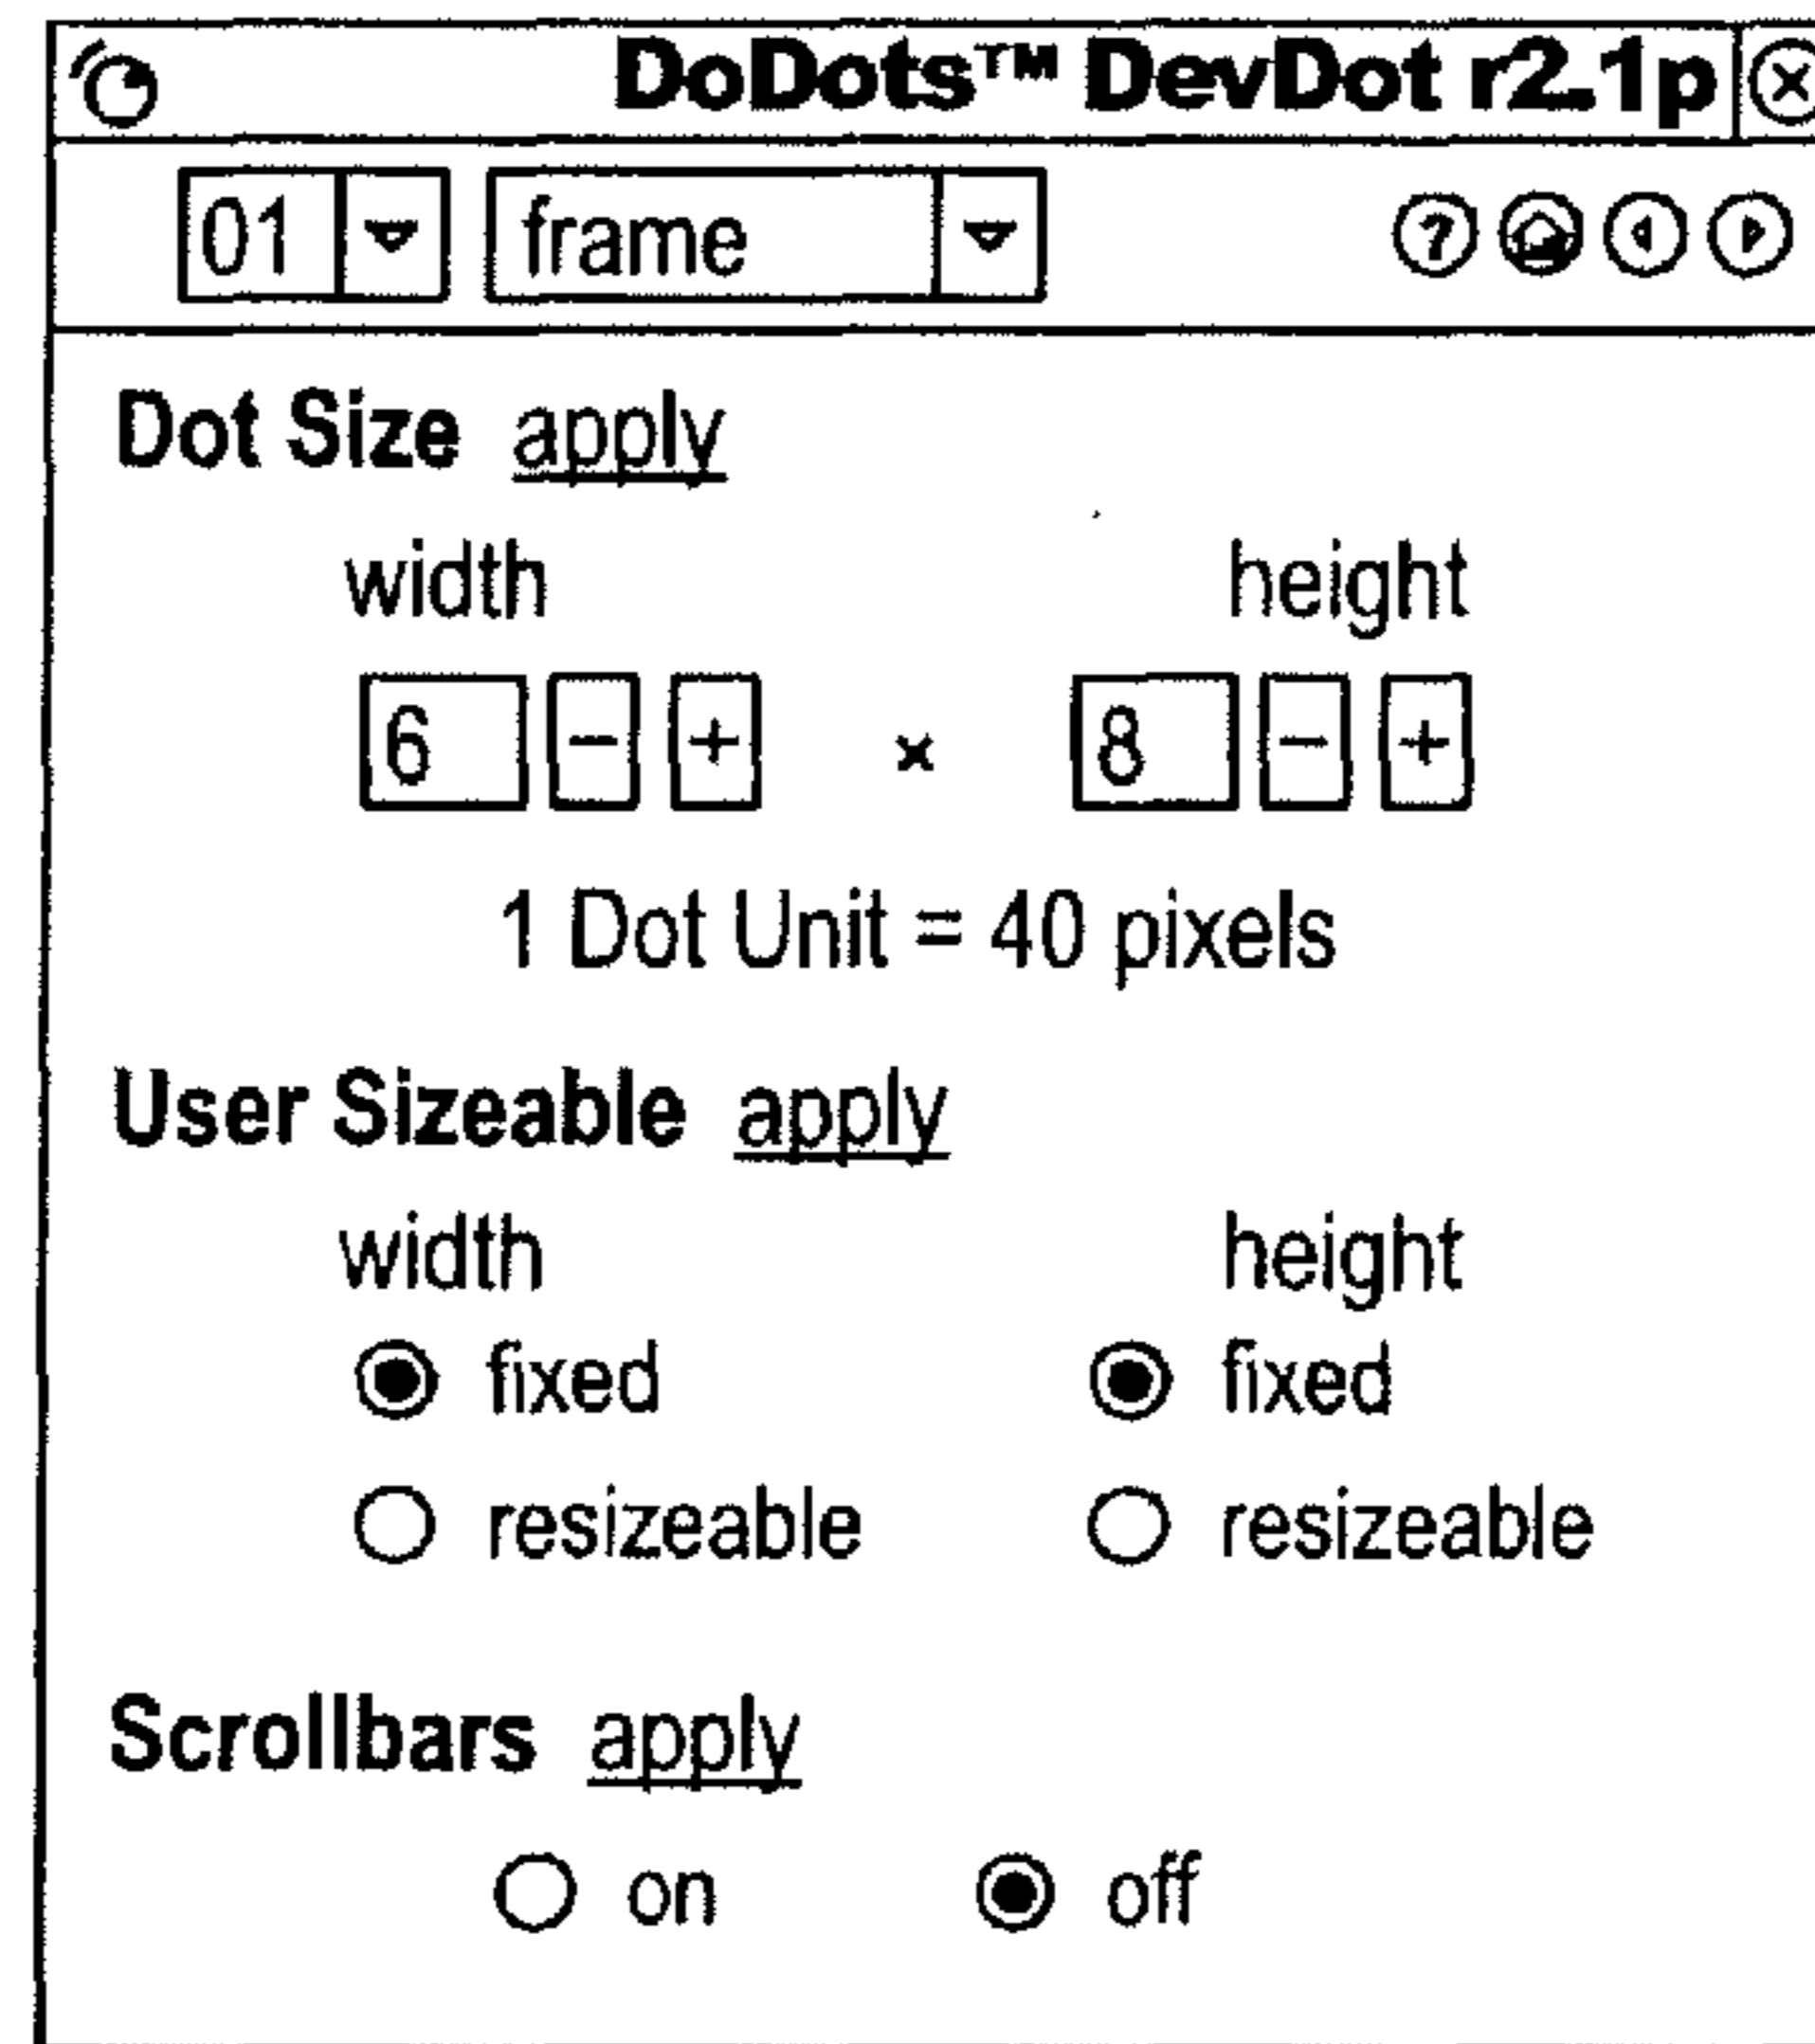 DoDots™ DevDot r2.1p
01 frame ?
Dot Size apply
width height
6 - + × 8 - +
1 Dot Unit = 40 pixels
User Sizeable apply
width height
fixed fixed
resizeable resizeable
Scrollbars apply
on off